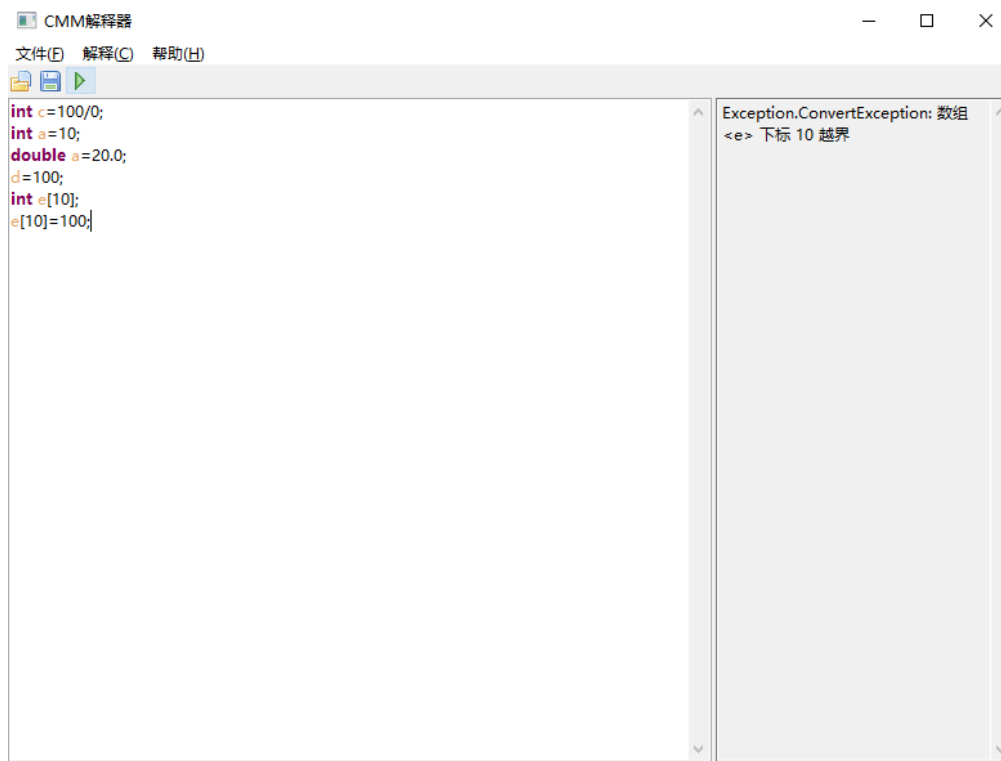 CMM解释器
文件(F) 解释(C) 帮助(H)
int c=100/0;
int a=10;
double a=20.0;
d=100;
int e[10];
e[10]=100;
Exception.ConvertException: 数组
<e> 下标 10 越界